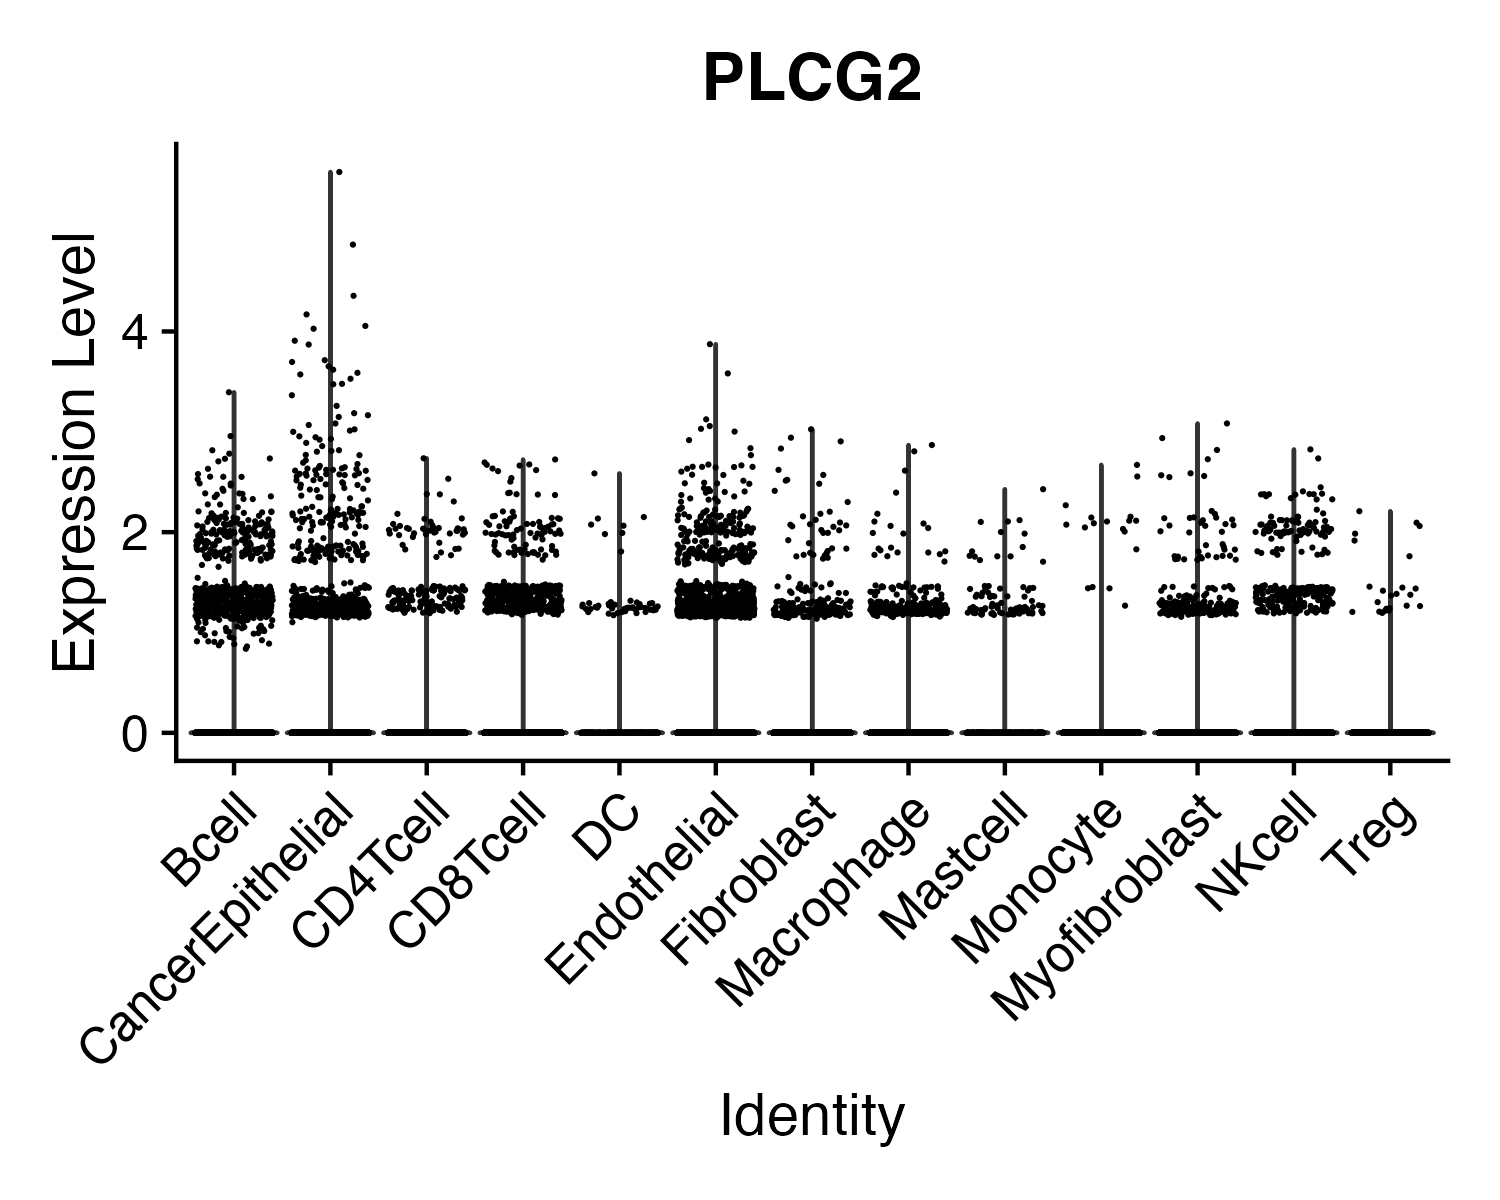 PLCG2
Expression Level
4
2
0
Bcell
CancerEpithelial
CD4Tcell
CD8Tcell
DC
Endothelial
Fibroblast
Macrophage
Mastcell
Monocyte
Myofibroblast
NKcell
Treg
Identity